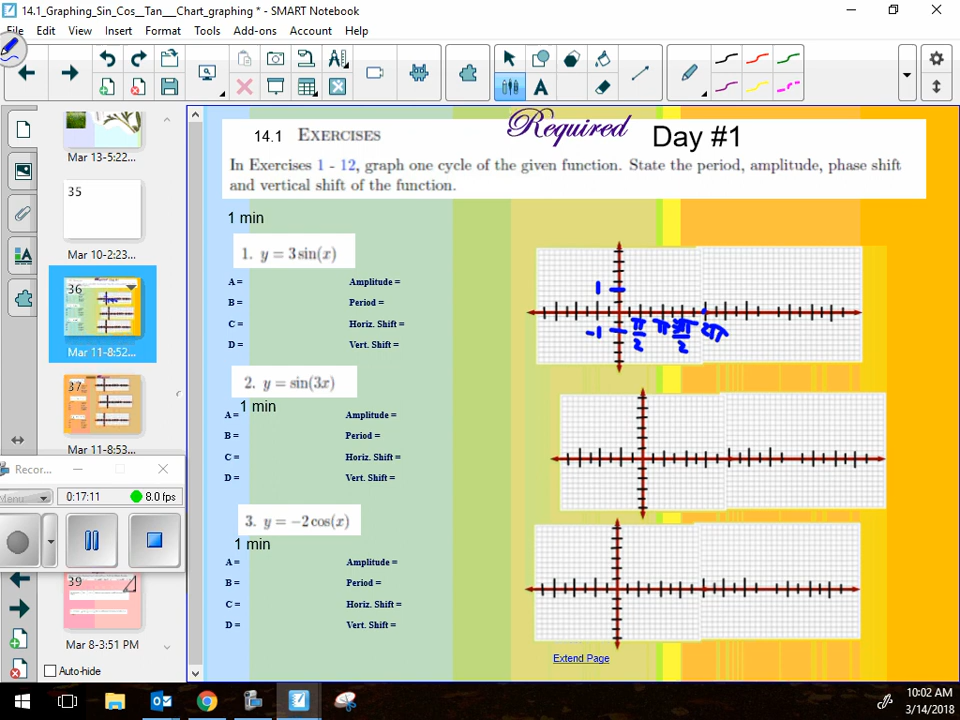 14.1_Graphing_Sin_Cos__Tan___Chart_graphing * - SMART Notebook
File Edit View Insert Format Tools Add-ons Account Help
Mar 13-5:22...
35
Mar 10-2:23...
36
Mar 11-8:52...
37
Mar 11-8:53...
Recor...
Menu
0:17:11
8.0 fps
39
Mar 8-3:51 PM
Auto-hide
14.1 EXERCISES
Required
Day #1
In Exercises 1 - 12, graph one cycle of the given function. State the period, amplitude, phase shift
and vertical shift of the function.
1 min
1. y = 3 sin(x)
A = Amplitude =
B = Period =
C = Horiz. Shift =
D = Vert. Shift =
1
-1
π/2 π 3π/2 2π
2. y = sin(3x)
1 min
A = Amplitude =
B = Period =
C = Horiz. Shift =
D = Vert. Shift =
3. y = −2 cos(x)
1 min
A = Amplitude =
B = Period =
C = Horiz. Shift =
D = Vert. Shift =
Extend Page
10:02 AM
3/14/2018